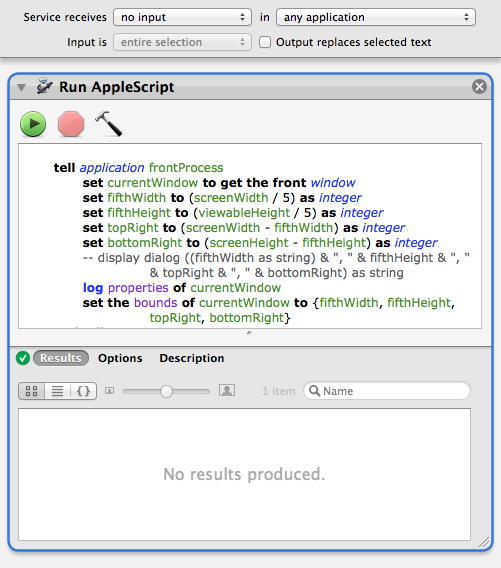 Service receives no input in any application
Input is entire selection Output replaces selected text
Run AppleScript
tell application frontProcess
set currentWindow to get the front window
set fifthWidth to (screenWidth / 5) as integer
set fifthHeight to (viewableHeight / 5) as integer
set topRight to (screenWidth - fifthWidth) as integer
set bottomRight to (screenHeight - fifthHeight) as integer
-- display dialog ((fifthWidth as string) & ", " & fifthHeight & ", "
& topRight & ", " & bottomRight) as string
log properties of currentWindow
set the bounds of currentWindow to {fifthWidth, fifthHeight,
topRight, bottomRight}
Results Options Description
1 item Name
No results produced.